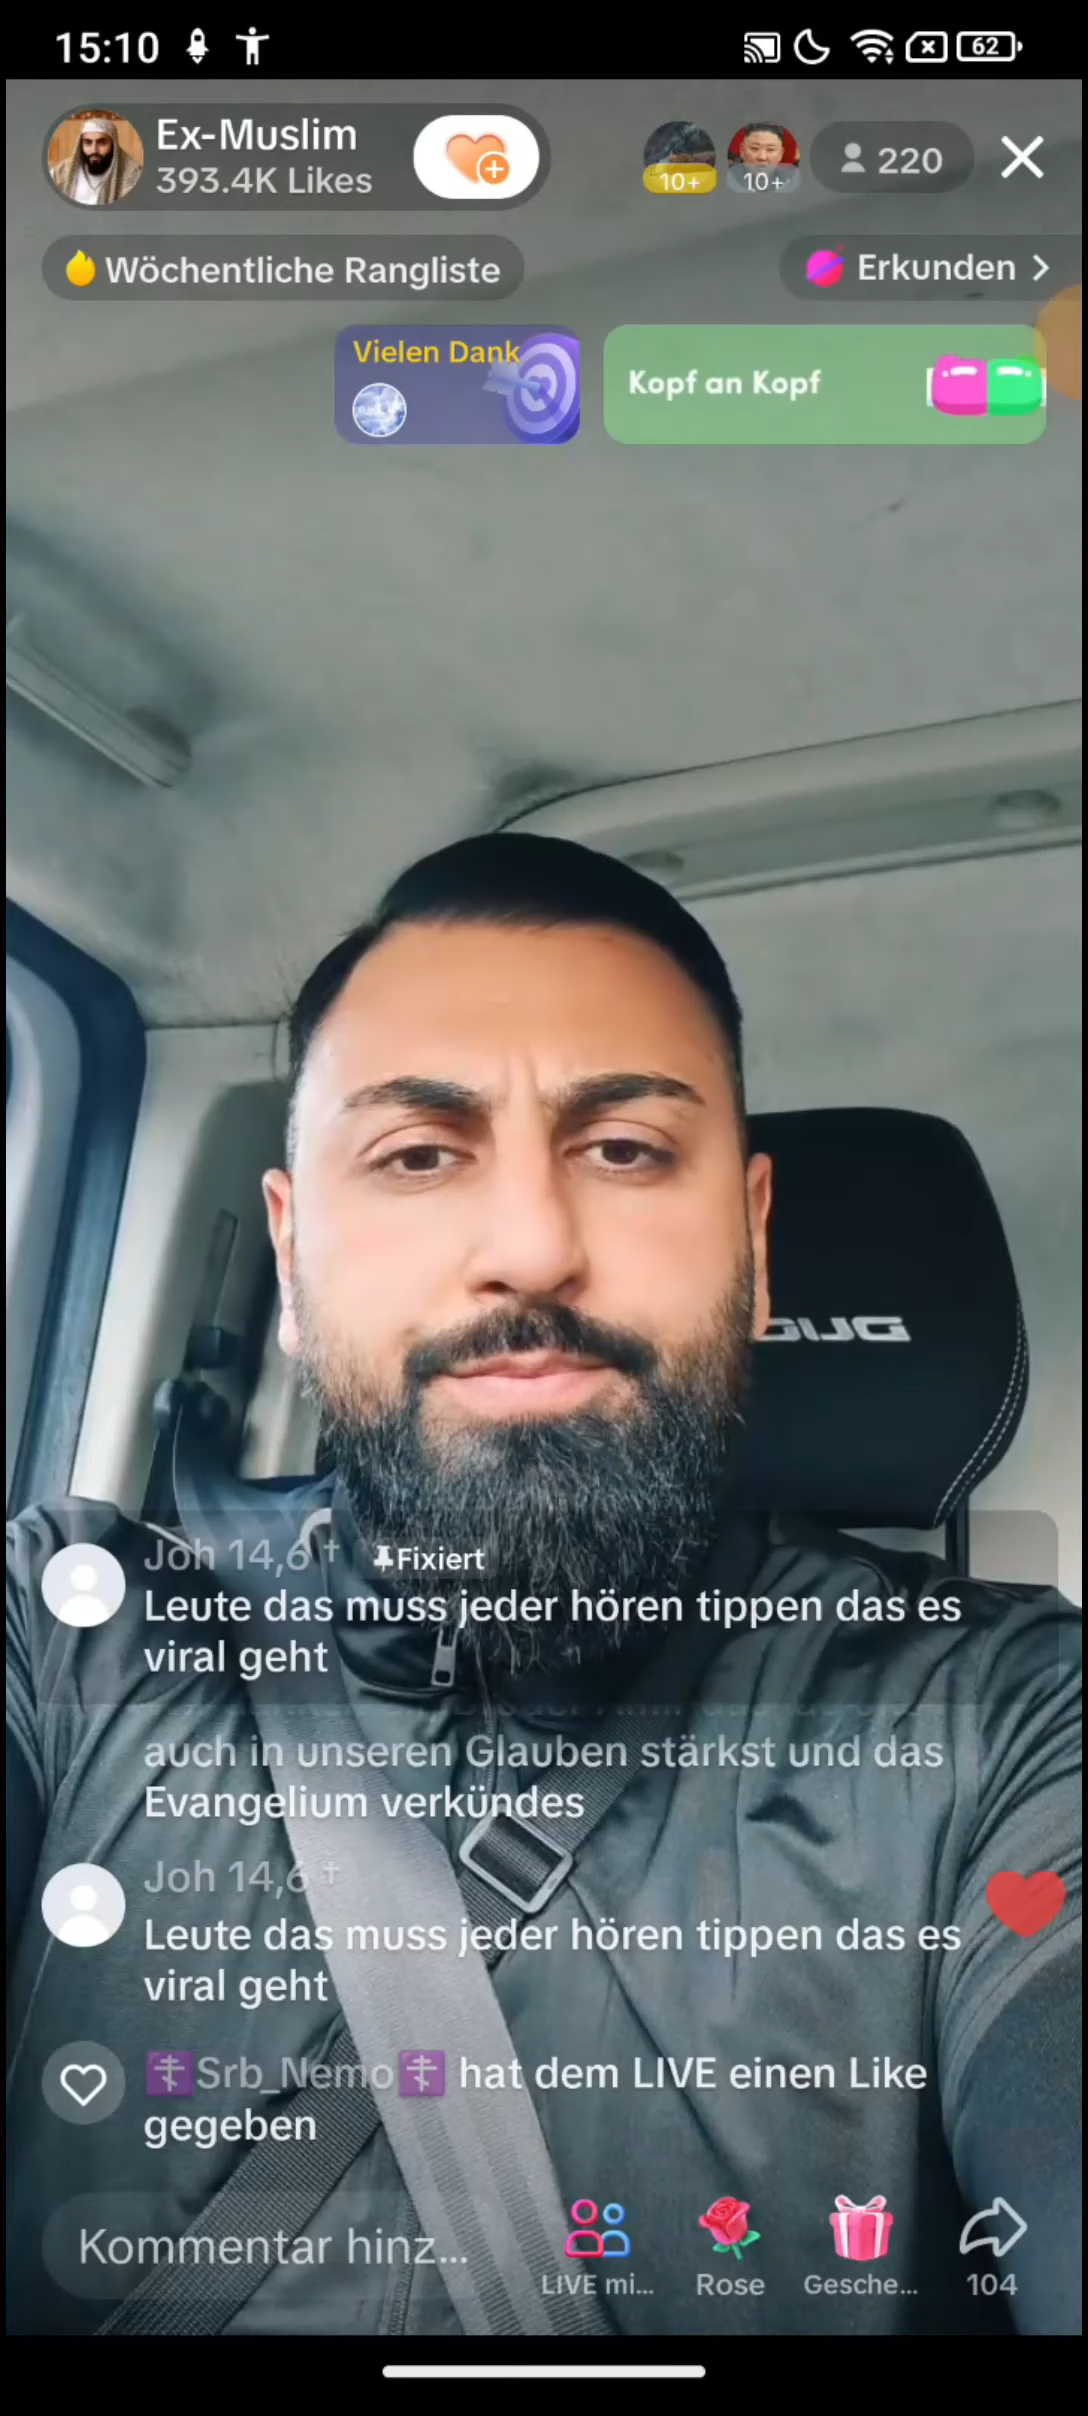 15:10
62
Ex-Muslim
393.4K Likes
10+
10+
220
Wöchentliche Rangliste
Erkunden
Vielen Dank
Kopf an Kopf
Joh 14,6 † Fixiert
Leute das muss jeder hören tippen das es
viral geht
auch in unseren Glauben stärkst und das
Evangelium verkündes
Joh 14,6 †
Leute das muss jeder hören tippen das es
viral geht
☦️Srb_Nemo☦️ hat dem LIVE einen Like
gegeben
Kommentar hinz...
LIVE mi...
Rose
Gesche...
104